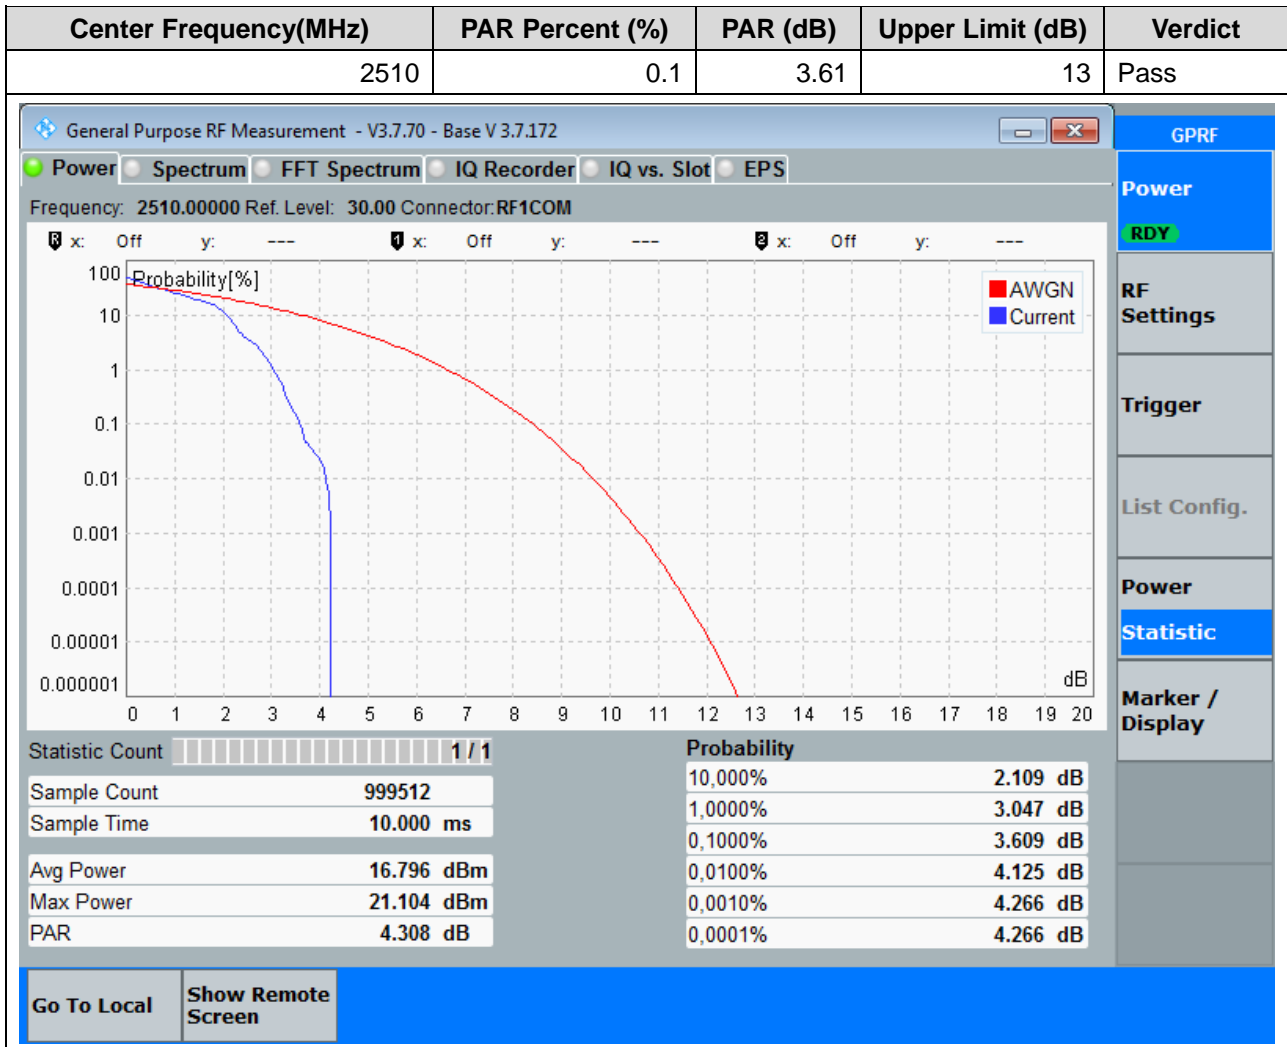 Center Frequency(MHz) PAR Percent (%) PAR (dB) Upper Limit (dB) Verdict
2510 0.1 3.61 13 Pass
General Purpose RF Measurement - V3.7.70 - Base V 3.7.172
GPRF
Power Spectrum FFT Spectrum IQ Recorder IQ vs. Slot EPS
Frequency: 2510.00000 Ref. Level: 30.00 Connector: RF1COM
R x: Off y: --- 1 x: Off y: --- 2 x: Off y: ---
Probability[%]
AWGN
Current
100
10
1
0.1
0.01
0.001
0.0001
0.00001
0.000001
dB
0 1 2 3 4 5 6 7 8 9 10 11 12 13 14 15 16 17 18 19 20
Statistic Count 1 / 1
Sample Count 999512
Sample Time 10.000 ms
Avg Power 16.796 dBm
Max Power 21.104 dBm
PAR 4.308 dB
Probability
10,000% 2.109 dB
1,0000% 3.047 dB
0,1000% 3.609 dB
0,0100% 4.125 dB
0,0010% 4.266 dB
0,0001% 4.266 dB
Power
RDY
RF
Settings
Trigger
List Config.
Power
Statistic
Marker /
Display
Go To Local
Show Remote
Screen